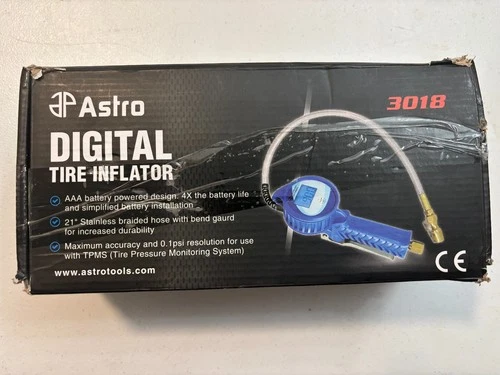 Astro
3018
DIGITAL
TIRE INFLATOR
AAA battery powered design. 4X the battery life
and simplified battery installation
21" Stainless braided hose with bend gaurd
for increased durability
Maximum accuracy and 0.1psi resolution for use
with TPMS (Tire Pressure Monitoring System)
www.astrotools.com
CE